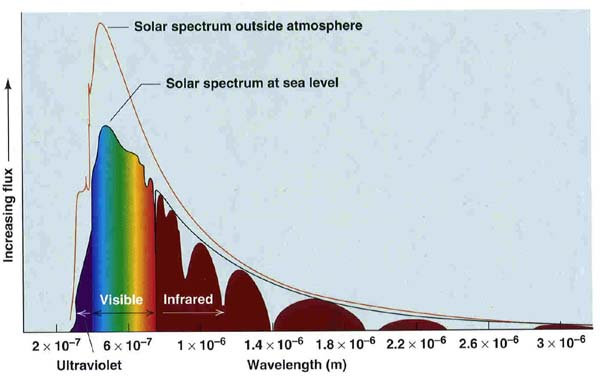 Solar spectrum outside atmosphere
Solar spectrum at sea level
Increasing flux
Visible
Infrared
2 × 10⁻⁷ 6 × 10⁻⁷ 1 × 10⁻⁶ 1.4 × 10⁻⁶ 1.8 × 10⁻⁶ 2.2 × 10⁻⁶ 2.6 × 10⁻⁶ 3 × 10⁻⁶
Ultraviolet
Wavelength (m)